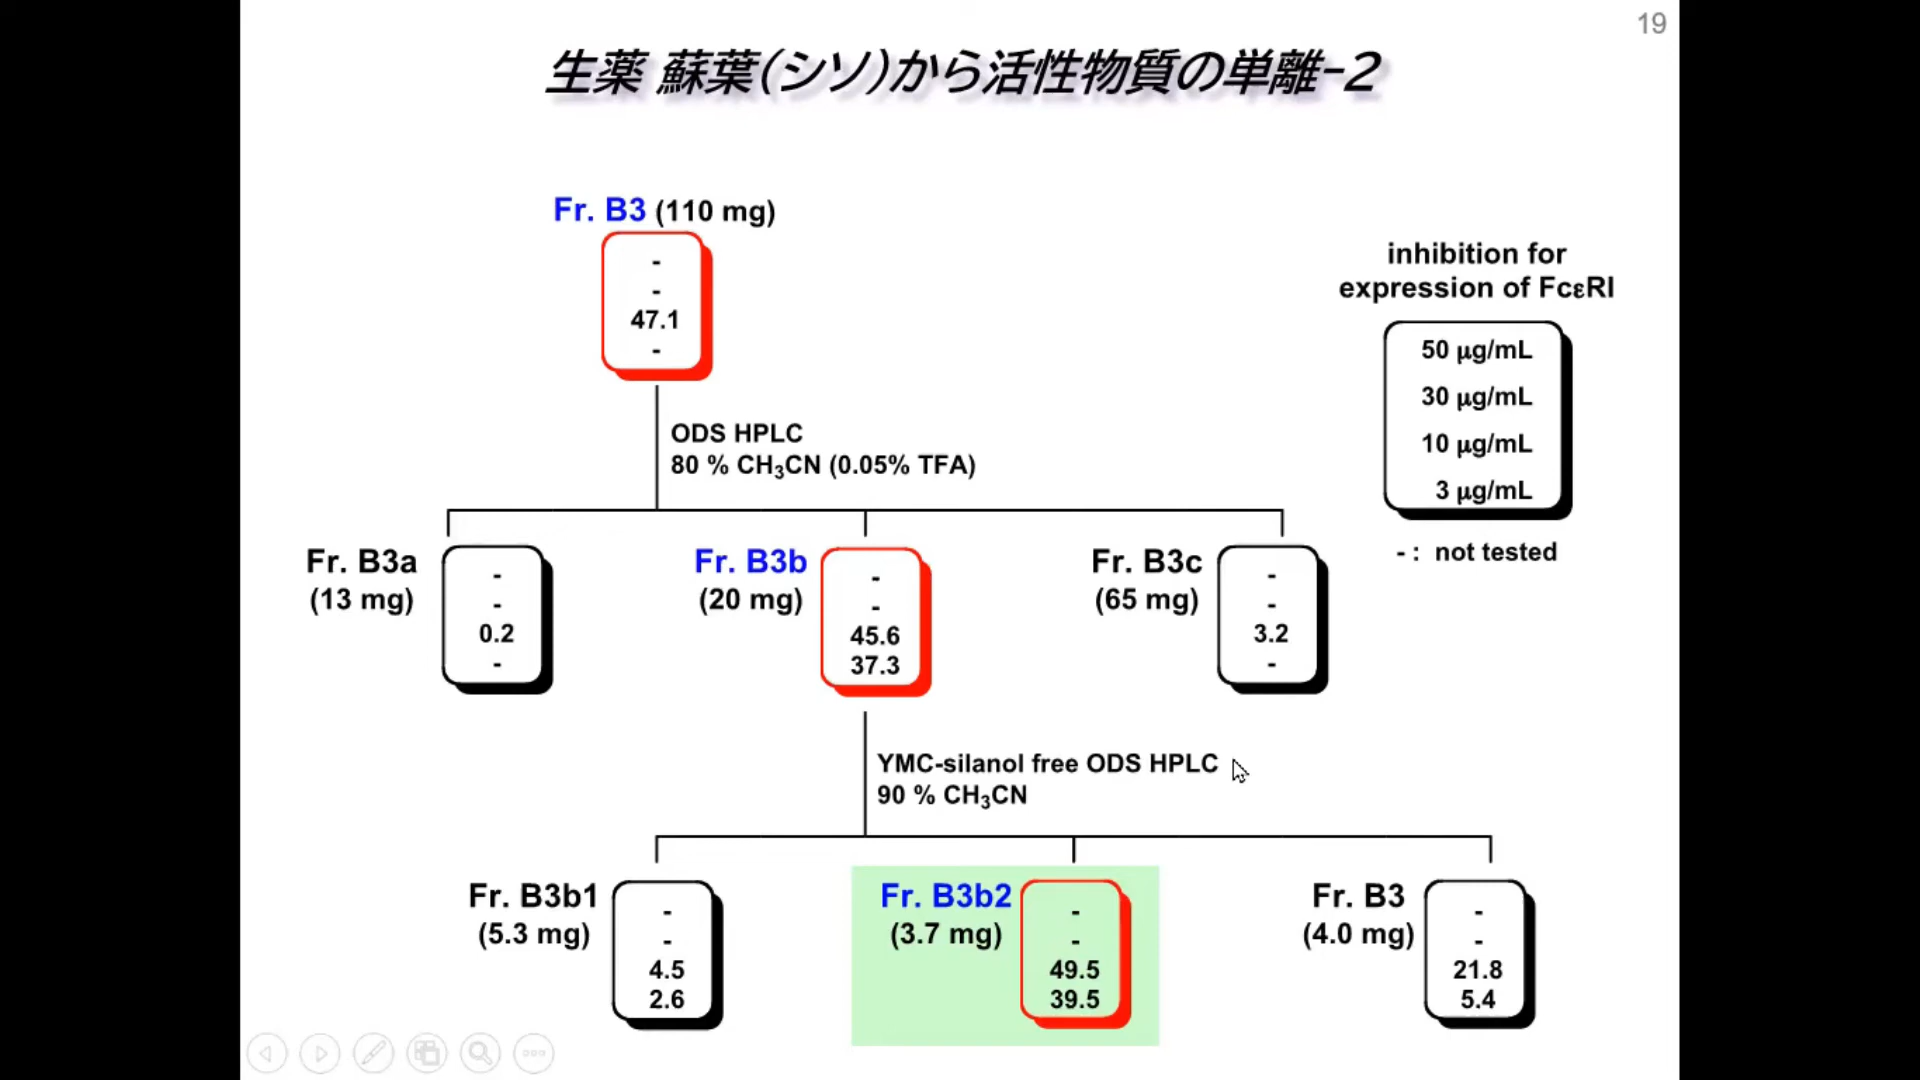 19
生薬 蘇葉(シソ)から活性物質の単離-2
Fr. B3 (110 mg)
-
-
47.1
-
inhibition for
expression of FcεRI
50 µg/mL
30 µg/mL
10 µg/mL
3 µg/mL
- : not tested
ODS HPLC
80 % CH₃CN (0.05% TFA)
Fr. B3a
(13 mg)
-
-
0.2
-
Fr. B3b
(20 mg)
-
-
45.6
37.3
Fr. B3c
(65 mg)
-
-
3.2
-
YMC-silanol free ODS HPLC
90 % CH₃CN
Fr. B3b1
(5.3 mg)
-
-
4.5
2.6
Fr. B3b2
(3.7 mg)
-
-
49.5
39.5
Fr. B3
(4.0 mg)
-
-
21.8
5.4